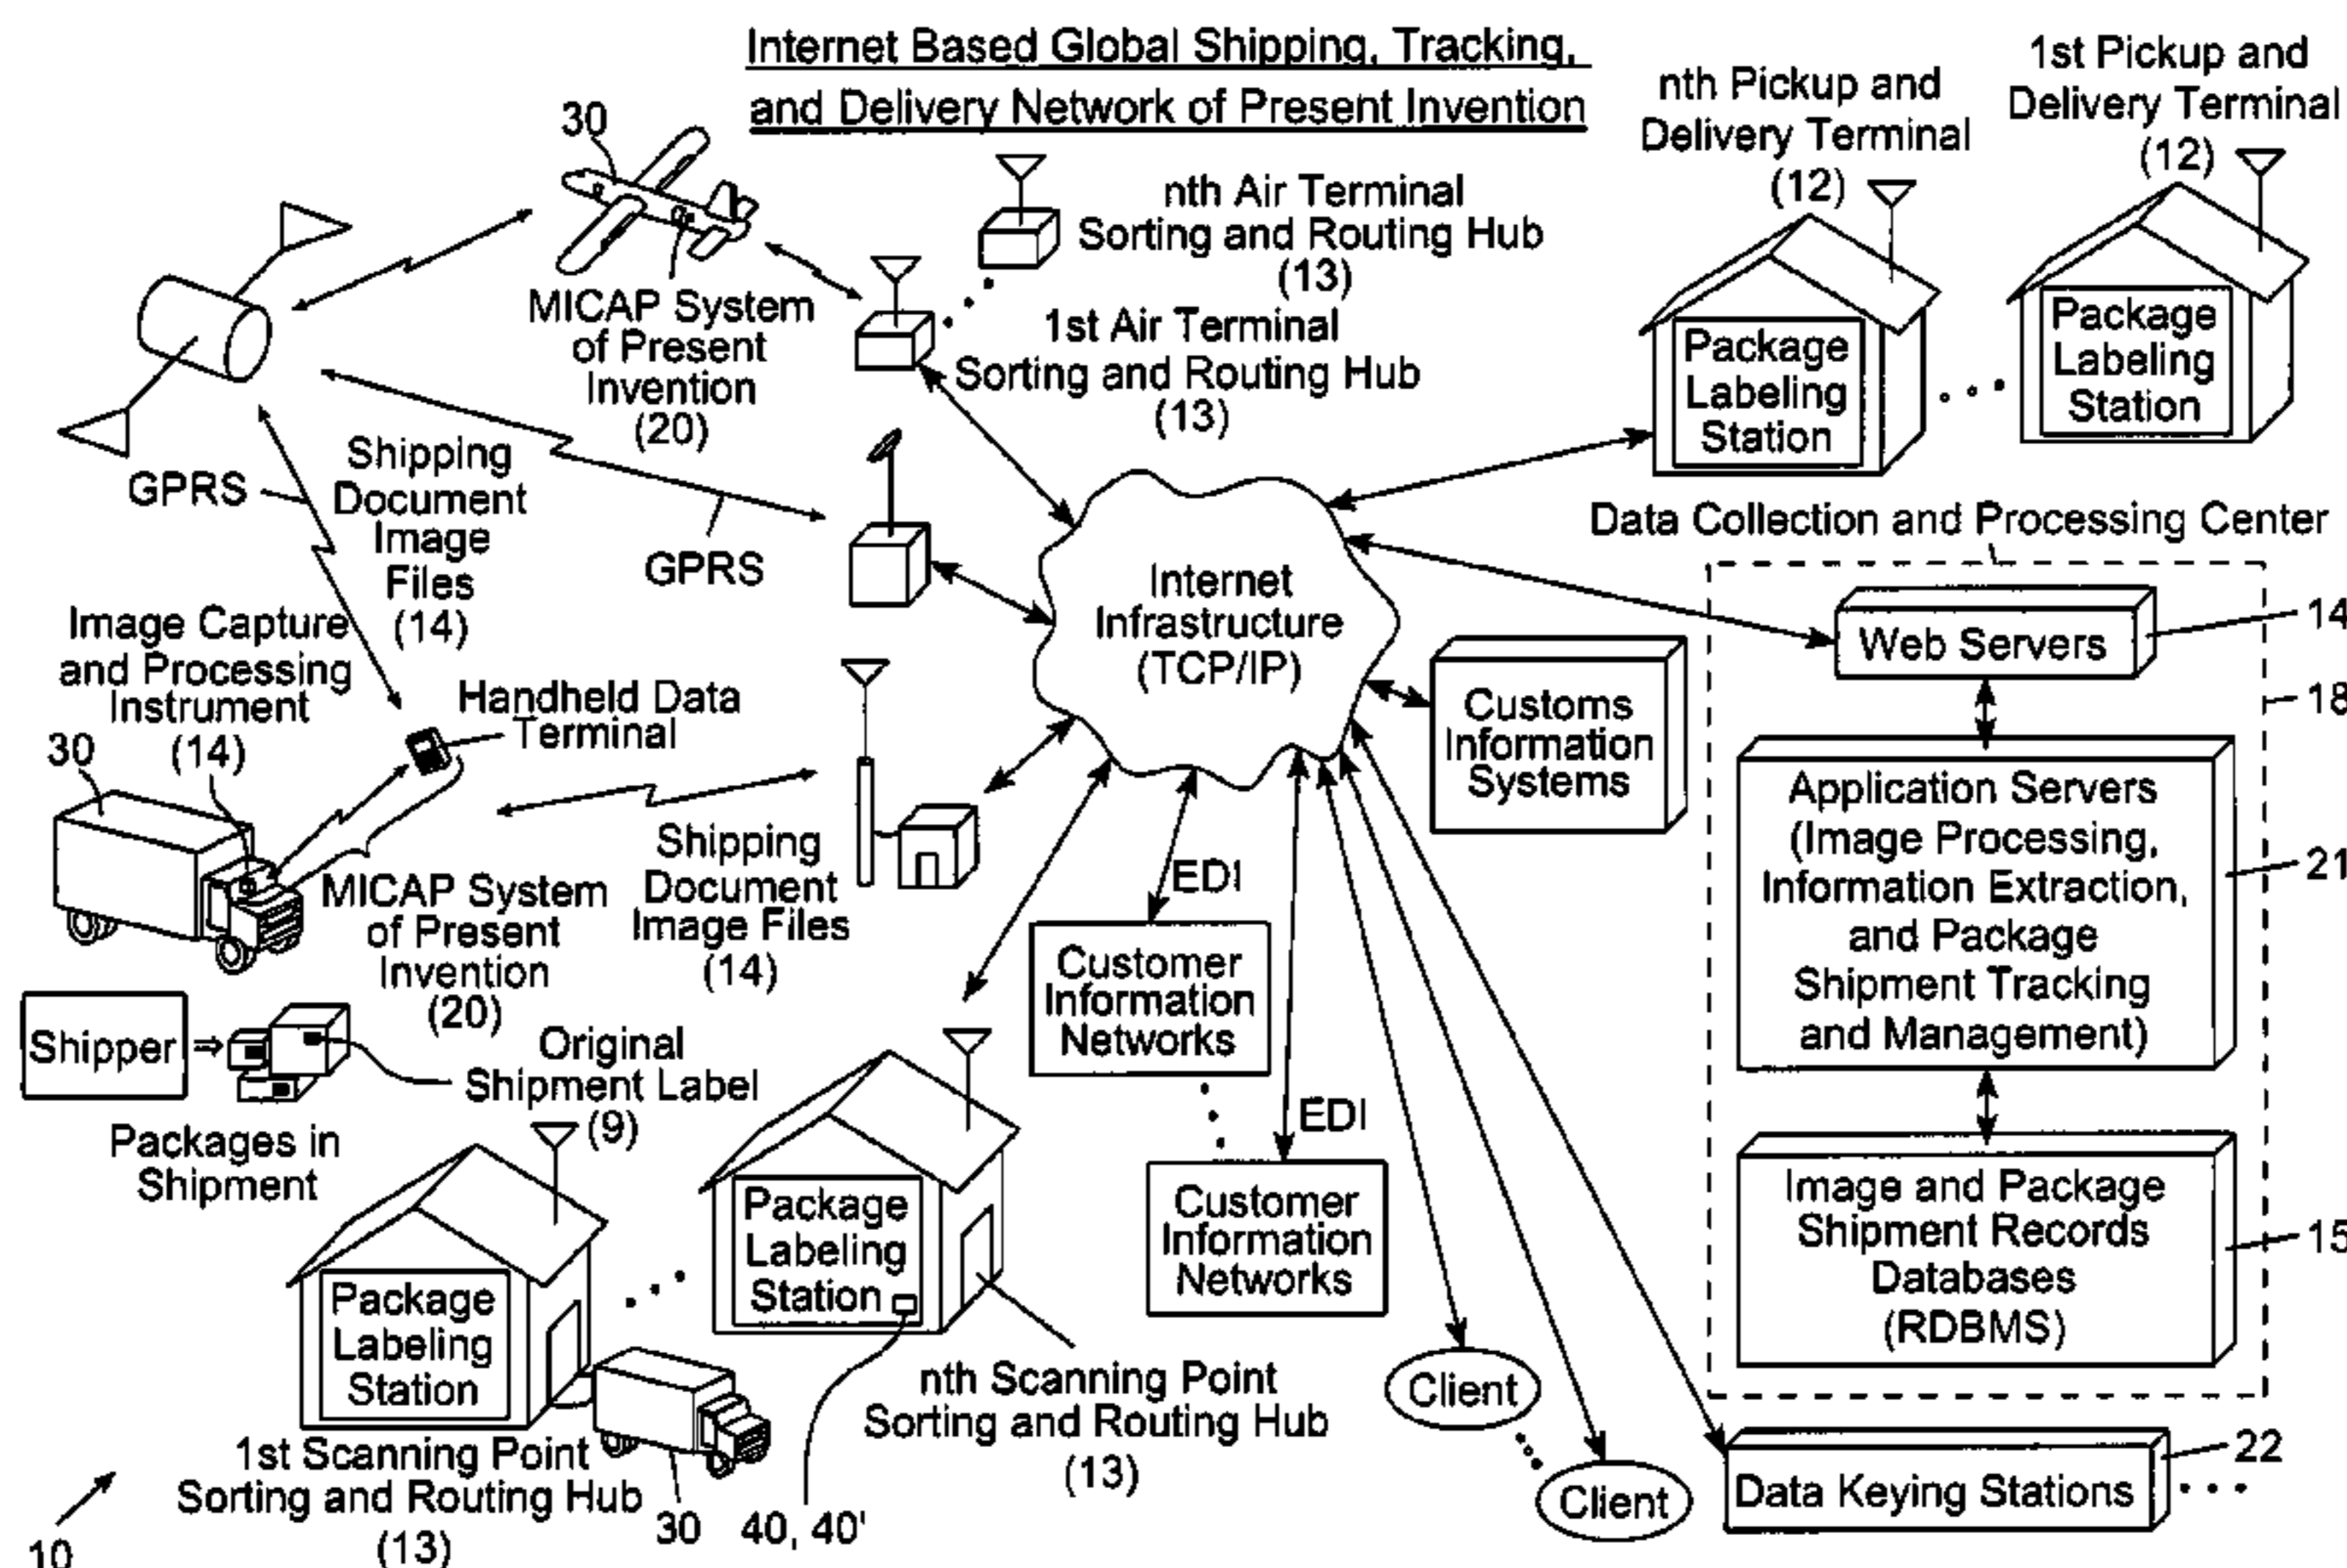 Internet Based Global Shipping, Tracking,
and Delivery Network of Present Invention
30
nth Air Terminal
Sorting and Routing Hub
(13)
1st Air Terminal
Sorting and Routing Hub
(13)
nth Pickup and
Delivery Terminal
(12)
1st Pickup and
Delivery Terminal
(12)
Package
Labeling
Station
Package
Labeling
Station
MICAP System
of Present
Invention
(20)
GPRS
Shipping
Document
Image
Files
(14)
GPRS
Internet
Infrastructure
(TCP/IP)
Data Collection and Processing Center
Web Servers
14
18
Application Servers
(Image Processing,
Information Extraction,
and Package
Shipment Tracking
and Management)
21
Image and Package
Shipment Records
Databases
(RDBMS)
15
Customs
Information
Systems
Image Capture
and Processing
Instrument
(14)
30
Handheld Data
Terminal
MICAP System
of Present
Invention
(20)
Shipping
Document
Image Files
(14)
EDI
Customer
Information
Networks
EDI
Customer
Information
Networks
Shipper
Original
Shipment Label
(9)
Packages in
Shipment
Package
Labeling
Station
Package
Labeling
Station
1st Scanning Point
Sorting and Routing Hub
(13)
30
40, 40'
nth Scanning Point
Sorting and Routing Hub
(13)
Client
Client
Data Keying Stations
22
10